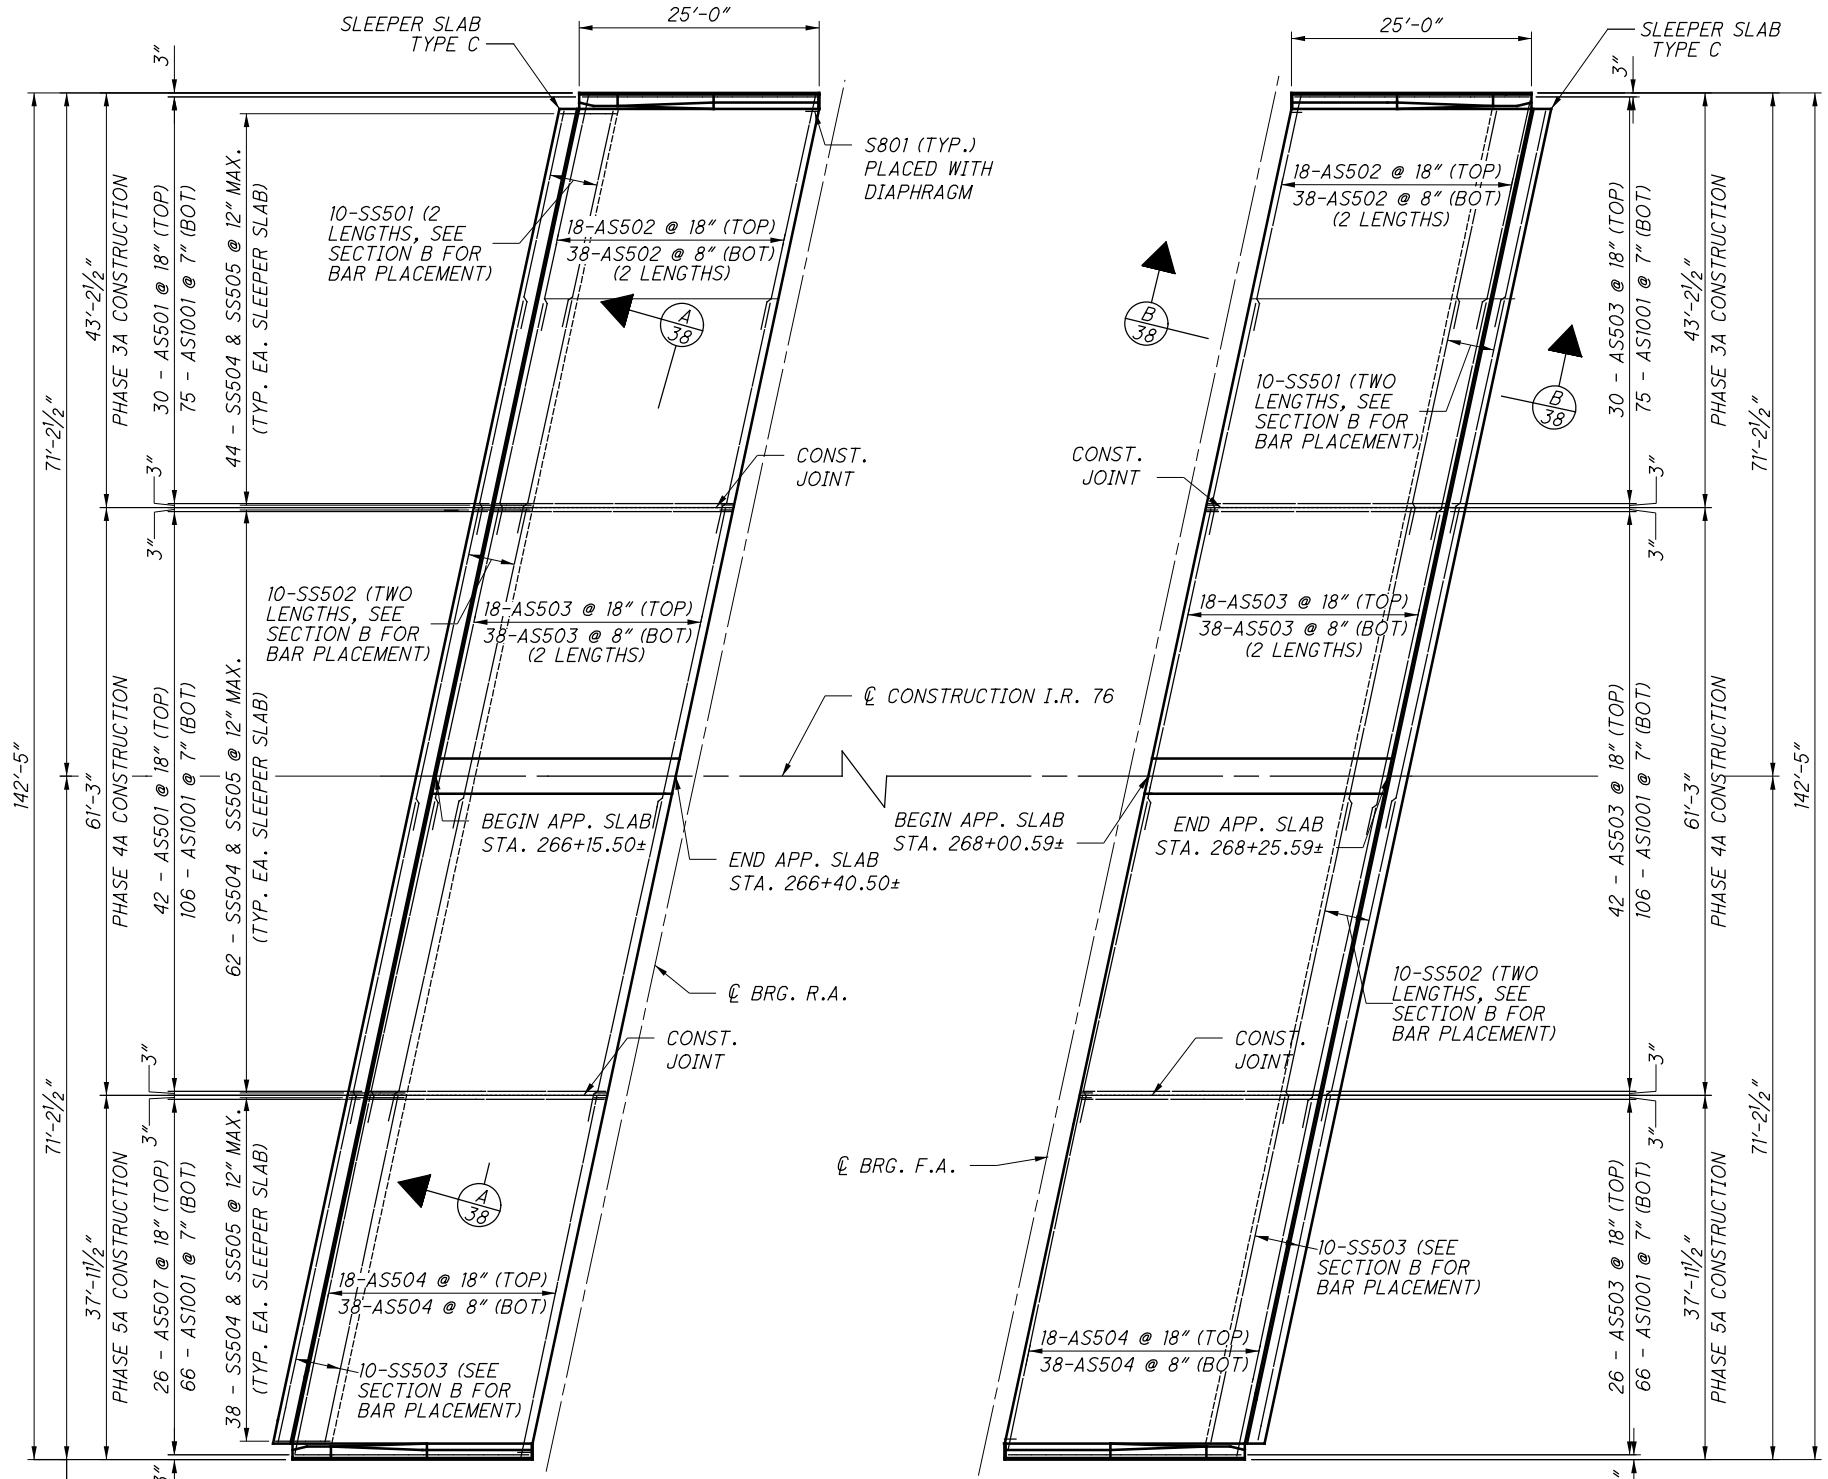 SLEEPER SLAB
TYPE C
25'-0"
25'-0"
SLEEPER SLAB
TYPE C
3"
3"
S801 (TYP.)
PLACED WITH
DIAPHRAGM
10-SS501 (2
LENGTHS, SEE
SECTION B FOR
BAR PLACEMENT)
18-AS502 @ 18" (TOP)
38-AS502 @ 8" (BOT)
(2 LENGTHS)
18-AS502 @ 18" (TOP)
38-AS502 @ 8" (BOT)
(2 LENGTHS)
A
38
B
38
B
38
10-SS501 (TWO
LENGTHS, SEE
SECTION B FOR
BAR PLACEMENT)
142'-5"
71'-2½"
43'-2½"
PHASE 3A CONSTRUCTION
30 - AS501 @ 18" (TOP)
75 - AS1001 @ 7" (BOT)
44 - SS504 & SS505 @ 12" MAX.
(TYP. EA. SLEEPER SLAB)
30 - AS503 @ 18" (TOP)
75 - AS1001 @ 7" (BOT)
43'-2½"
PHASE 3A CONSTRUCTION
71'-2½"
142'-5"
CONST.
JOINT
CONST.
JOINT
3"
3"
3"
3"
10-SS502 (TWO
LENGTHS, SEE
SECTION B FOR
BAR PLACEMENT)
18-AS503 @ 18" (TOP)
38-AS503 @ 8" (BOT)
(2 LENGTHS)
18-AS503 @ 18" (TOP)
38-AS503 @ 8" (BOT)
(2 LENGTHS)
℄ CONSTRUCTION I.R. 76
61'-3"
PHASE 4A CONSTRUCTION
42 - AS501 @ 18" (TOP)
106 - AS1001 @ 7" (BOT)
62 - SS504 & SS505 @ 12" MAX.
(TYP. EA. SLEEPER SLAB)
42 - AS503 @ 18" (TOP)
106 - AS1001 @ 7" (BOT)
61'-3"
PHASE 4A CONSTRUCTION
BEGIN APP. SLAB
STA. 266+15.50±
END APP. SLAB
STA. 266+40.50±
BEGIN APP. SLAB
STA. 268+00.59±
END APP. SLAB
STA. 268+25.59±
℄ BRG. R.A.
10-SS502 (TWO
LENGTHS, SEE
SECTION B FOR
BAR PLACEMENT)
CONST.
JOINT
CONST.
JOINT
3"
3"
3"
3"
71'-2½"
37'-11½"
PHASE 5A CONSTRUCTION
26 - AS507 @ 18" (TOP)
66 - AS1001 @ 7" (BOT)
38 - SS504 & SS505 @ 12" MAX.
(TYP. EA. SLEEPER SLAB)
A
38
℄ BRG. F.A.
26 - AS503 @ 18" (TOP)
66 - AS1001 @ 7" (BOT)
37'-11½"
PHASE 5A CONSTRUCTION
71'-2½"
10-SS503 (SEE
SECTION B FOR
BAR PLACEMENT)
18-AS504 @ 18" (TOP)
38-AS504 @ 8" (BOT)
18-AS504 @ 18" (TOP)
38-AS504 @ 8" (BOT)
10-SS503 (SEE
SECTION B FOR
BAR PLACEMENT)
3"